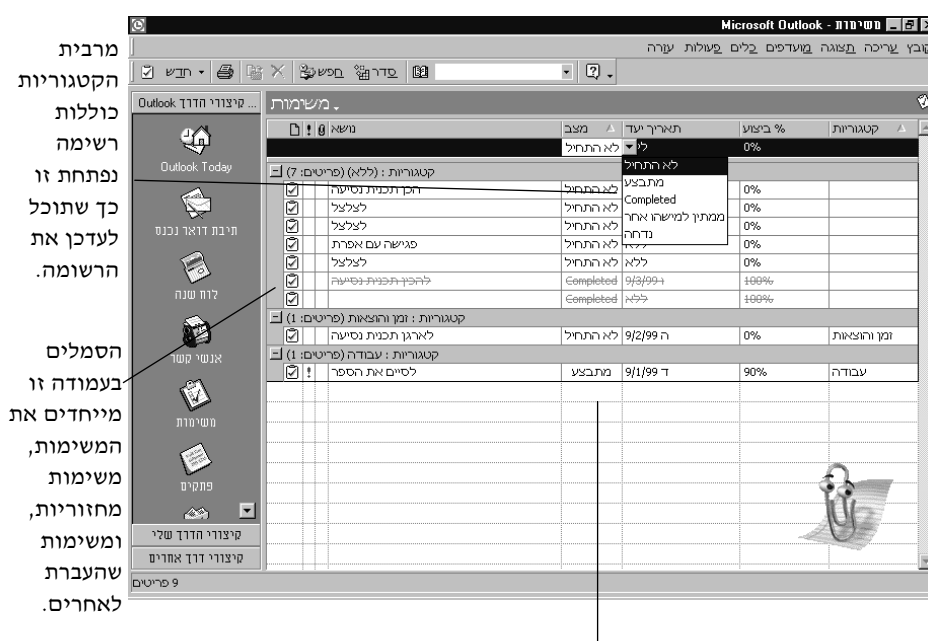 מרבית
הקטגוריות
כוללות
רשימה
נפתחת זו
כך שתוכל
לעדכן את
הרשומה.
הסמלים
בעמודה זו
מייחדים את
המשימות,
משימות
מחזוריות,
ומשימות
שהעברת
לאחרים.
משימות - Microsoft Outlook
קובץ עריכה תצוגה מועדפים כלים פעולות עזרה
חדש סדר חפש
קיצורי הדרך Outlook ...
משימות
נושא מצב תאריך יעד % ביצוע קטגוריות
לא התחיל 0%
לא התחיל
מתבצע
Completed
ממתין למישהו אחר
נדחה
קטגוריות : (ללא) (פריטים: 7)
הכן תכנית נסיעה לא התחיל 0%
לצלצל לא התחיל 0%
לצלצל לא התחיל 0%
פגישה עם אפרת לא התחיל ללא 0%
לצלצל לא התחיל ללא 0%
להכין תכנית נסיעה Completed 9/3/99 ו 100%
Completed ללא 100%
קטגוריות : זמן והוצאות (פריטים: 1)
לארגן תכנית נסיעה לא התחיל ה 9/2/99 0% זמן והוצאות
קטגוריות : עבודה (פריטים: 1)
לסיים את הספר מתבצע ד 9/1/99 90% עבודה
Outlook Today
תיבת דואר נכנס
לוח שנה
אנשי קשר
משימות
פתקים
קיצורי הדרך שלי
קיצורי דרך אחרים
9 פריטים